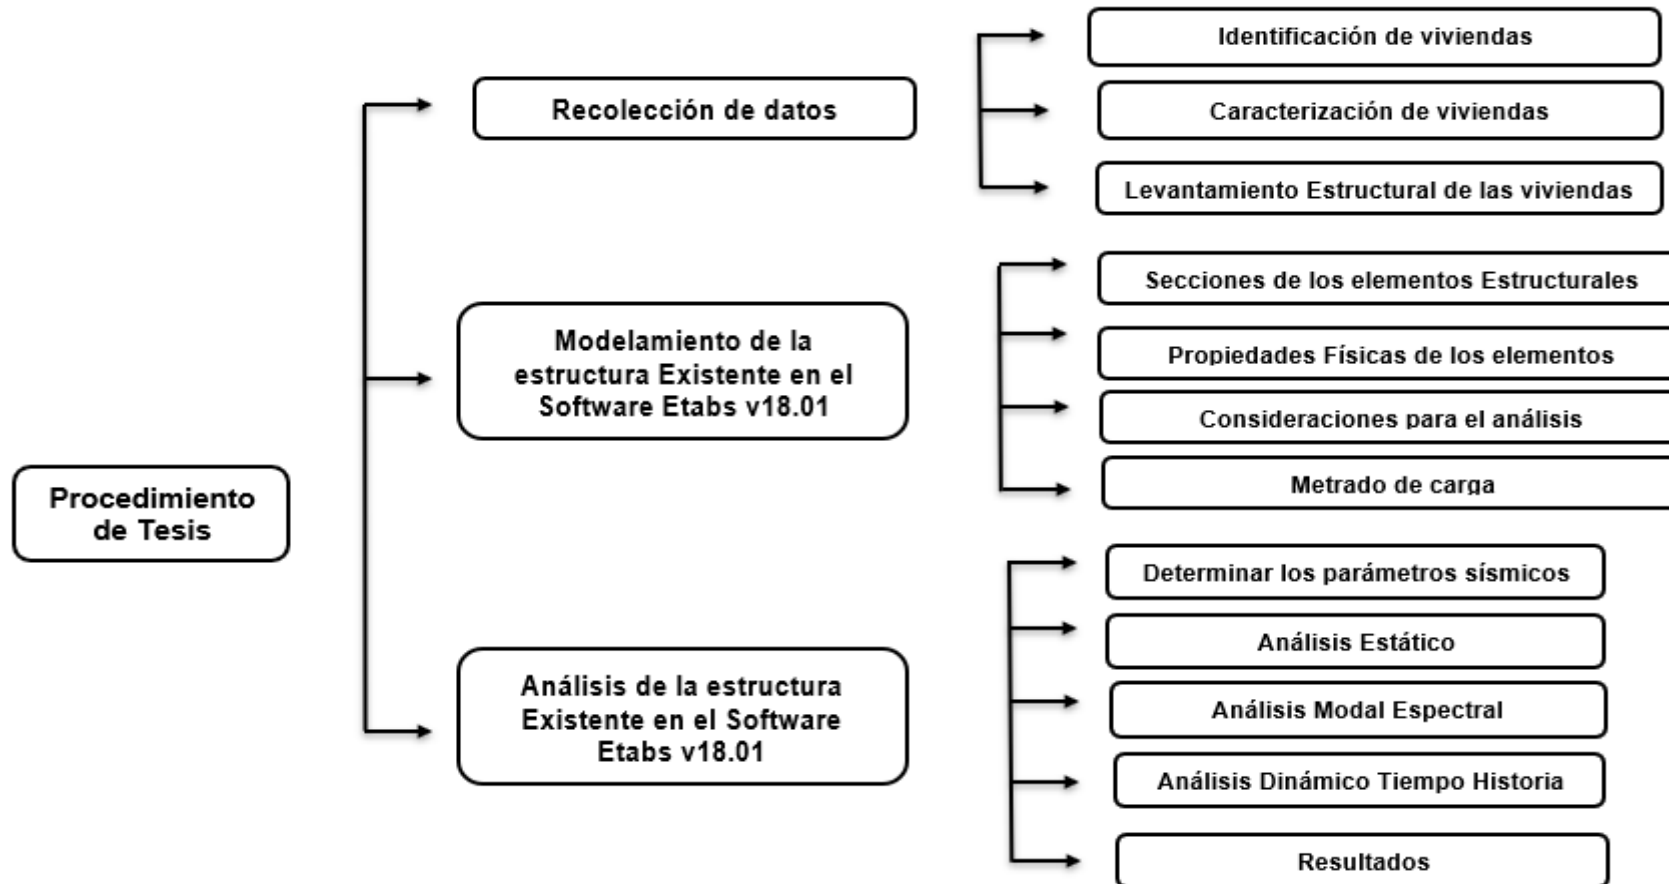 Procedimiento
de Tesis
Recolección de datos
Identificación de viviendas
Caracterización de viviendas
Levantamiento Estructural de las viviendas
Modelamiento de la
estructura Existente en el
Software Etabs v18.01
Secciones de los elementos Estructurales
Propiedades Físicas de los elementos
Consideraciones para el análisis
Metrado de carga
Análisis de la estructura
Existente en el Software
Etabs v18.01
Determinar los parámetros sísmicos
Análisis Estático
Análisis Modal Espectral
Análisis Dinámico Tiempo Historia
Resultados